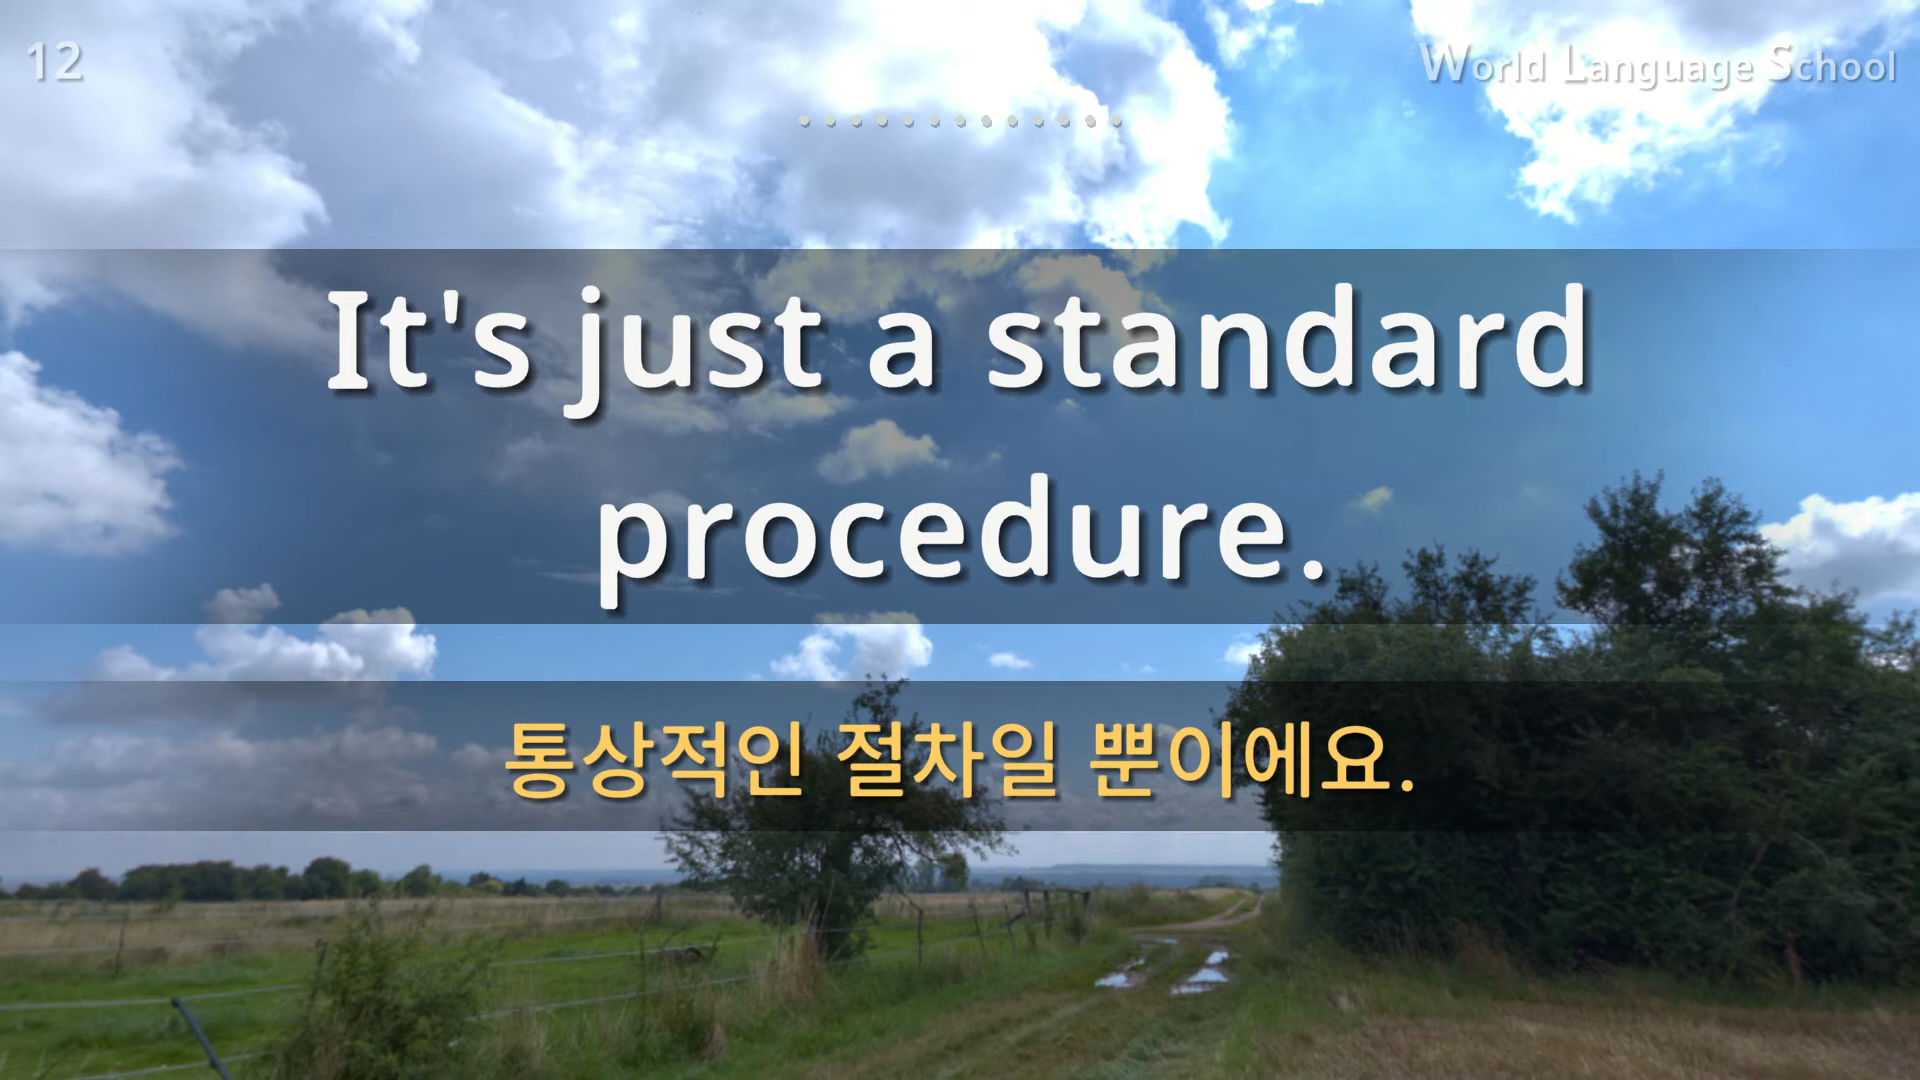 12
World Language School
. . . . . . . . . . . . .
It's just a standard
procedure.
통상적인 절차일 뿐이에요.